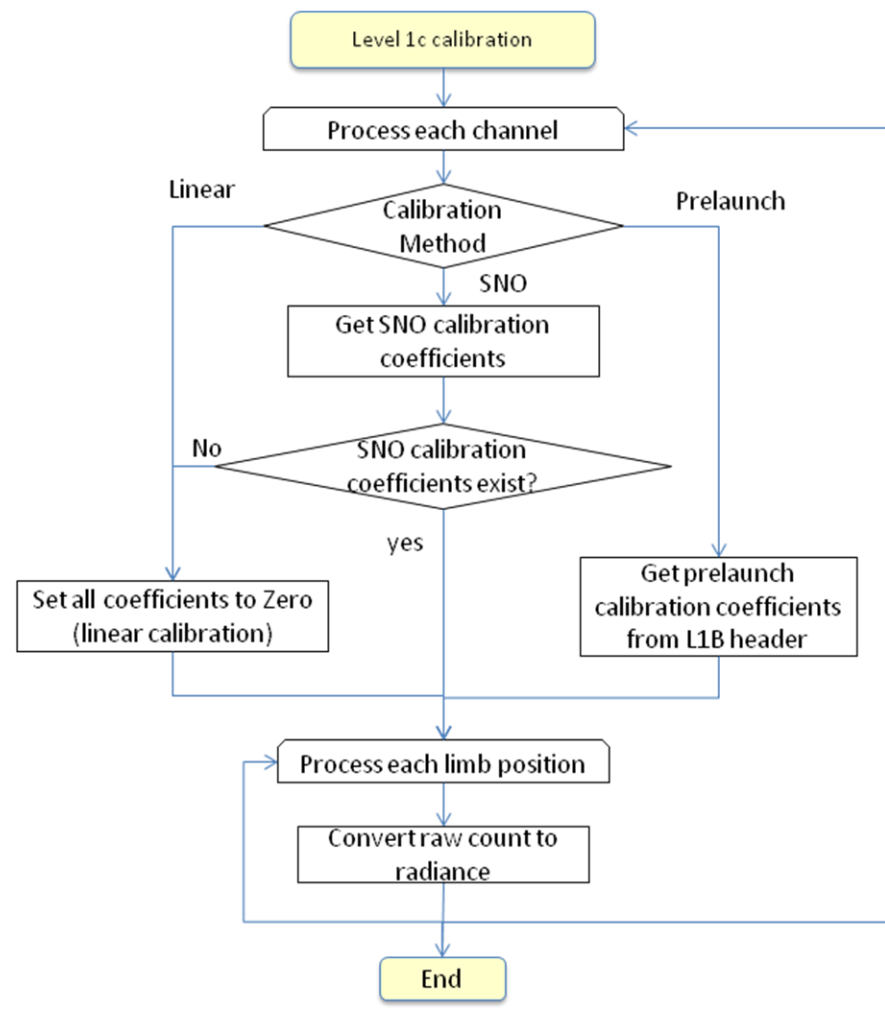 Level 1c calibration
Process each channel
Linear
Prelaunch
Calibration
Method
SNO
Get SNO calibration
coefficients
No
SNO calibration
coefficients exist?
yes
Set all coefficients to Zero
(linear calibration)
Get prelaunch
calibration coefficients
from L1B header
Process each limb position
Convert raw count to
radiance
End